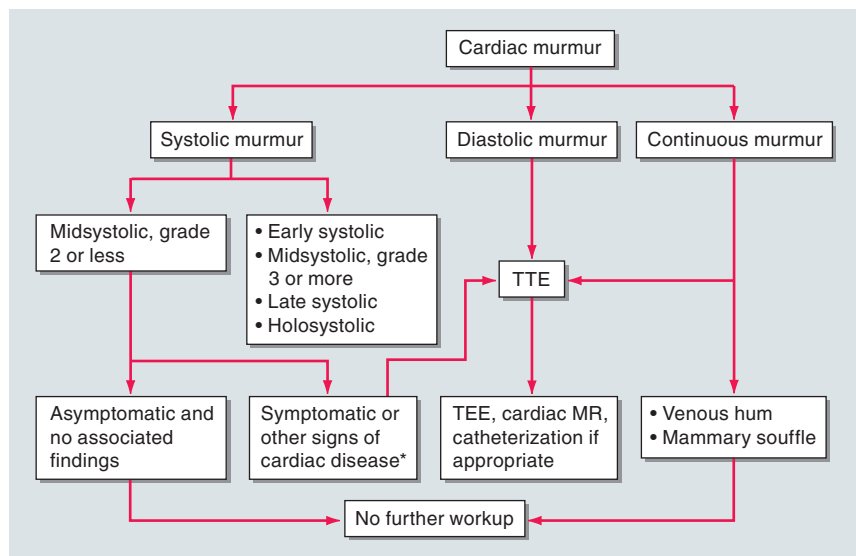 Cardiac murmur
Systolic murmur
Diastolic murmur
Continuous murmur
Midsystolic, grade
2 or less
• Early systolic
• Midsystolic, grade
3 or more
• Late systolic
• Holosystolic
TTE
Asymptomatic and
no associated
findings
Symptomatic or
other signs of
cardiac disease*
TEE, cardiac MR,
catheterization if
appropriate
• Venous hum
• Mammary souffle
No further workup